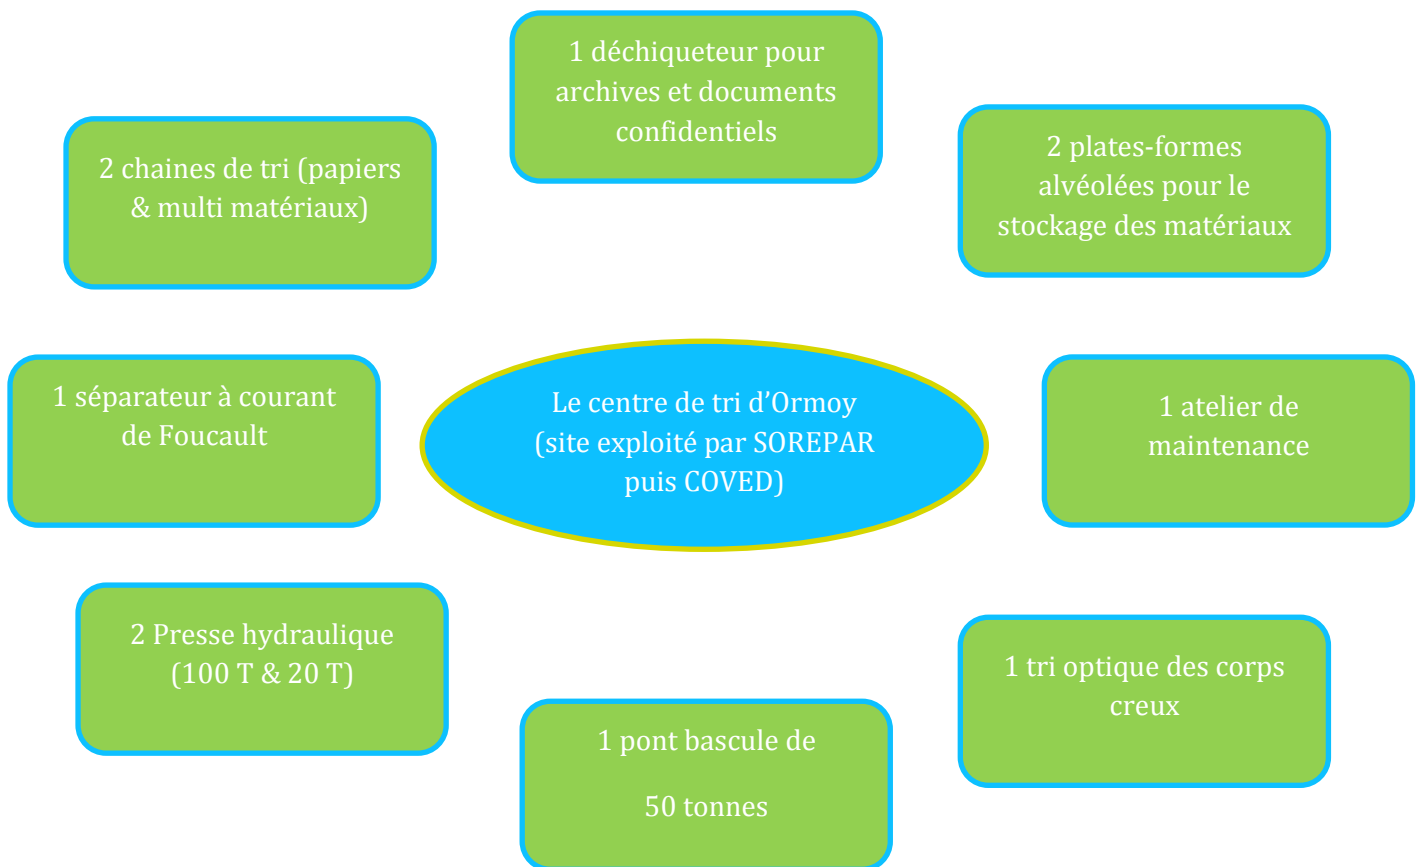 1 déchiqueteur pour
archives et documents
confidentiels
2 chaines de tri (papiers
& multi matériaux)
2 plates-formes
alvéolées pour le
stockage des matériaux
1 séparateur à courant
de Foucault
Le centre de tri d’Ormoy
(site exploité par SOREPAR
puis COVED)
1 atelier de
maintenance
2 Presse hydraulique
(100 T & 20 T)
1 tri optique des corps
creux
1 pont bascule de
50 tonnes